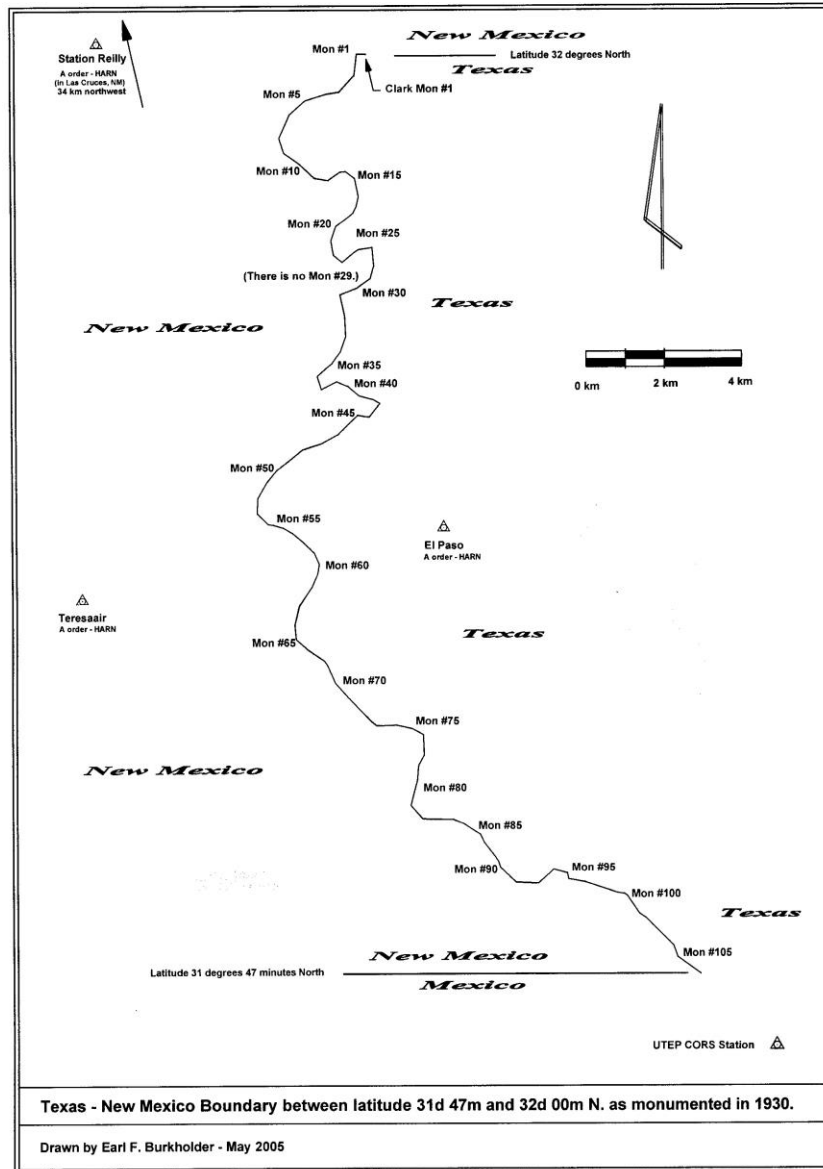 New Mexico
Mon #1
Latitude 32 degrees North
Texas
Station Reilly
A order - HARN
(in Las Cruces, NM)
34 km northwest
Clark Mon #1
Mon #5
Mon #10
Mon #15
Mon #20
Mon #25
(There is no Mon #29.)
Mon #30
Texas
New Mexico
Mon #35
Mon #40
0 km
2 km
4 km
Mon #45
Mon #50
Mon #55
El Paso
A order - HARN
Mon #60
Teresaair
A order - HARN
Texas
Mon #65
Mon #70
Mon #75
New Mexico
Mon #80
Mon #85
Mon #90
Mon #95
Mon #100
Texas
Mon #105
New Mexico
Latitude 31 degrees 47 minutes North
Mexico
UTEP CORS Station
Texas - New Mexico Boundary between latitude 31d 47m and 32d 00m N. as monumented in 1930.
Drawn by Earl F. Burkholder - May 2005